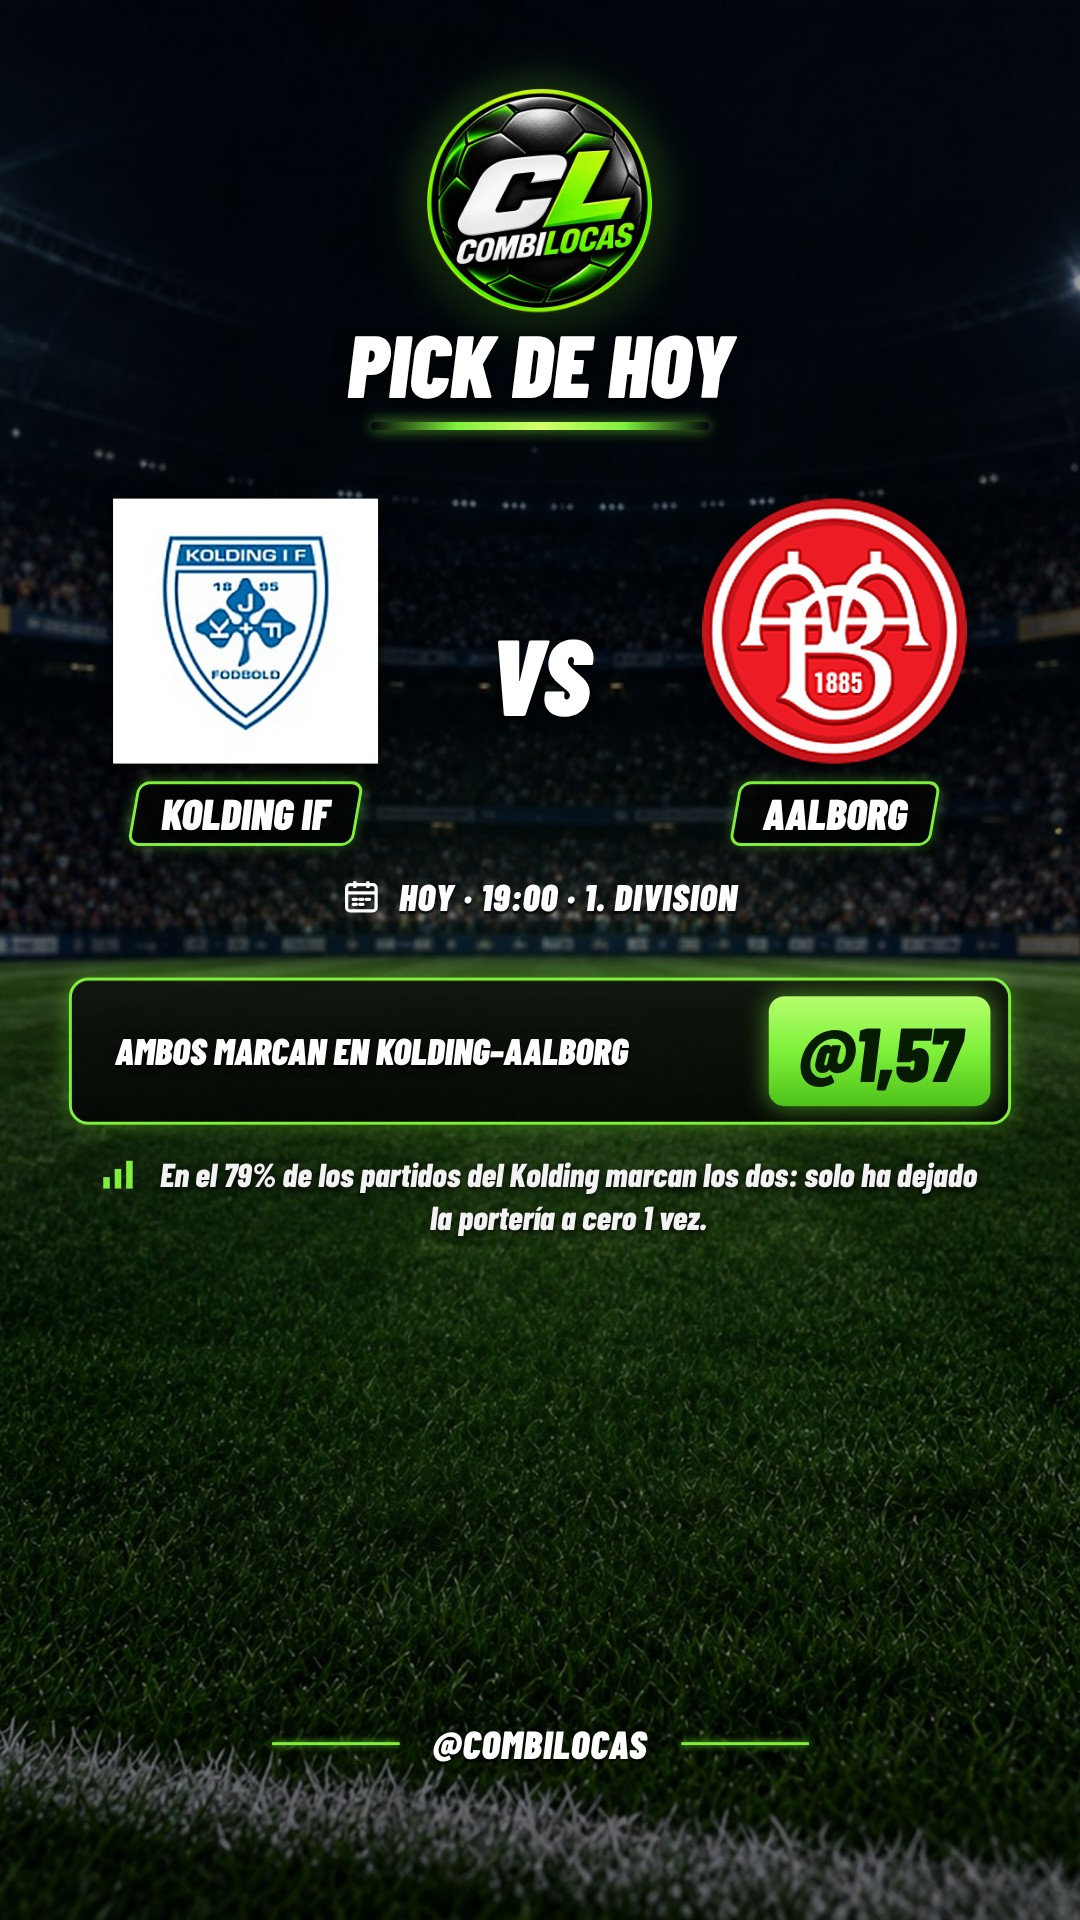 CL
COMBILOCAS
PICK DE HOY
KOLDING I F
18 95
K J F
FODBOLD
VS
1885
KOLDING IF
AALBORG
HOY · 19:00 · 1. DIVISION
AMBOS MARCAN EN KOLDING-AALBORG
@1,57
En el 79% de los partidos del Kolding marcan los dos: solo ha dejado
la portería a cero 1 vez.
@COMBILOCAS